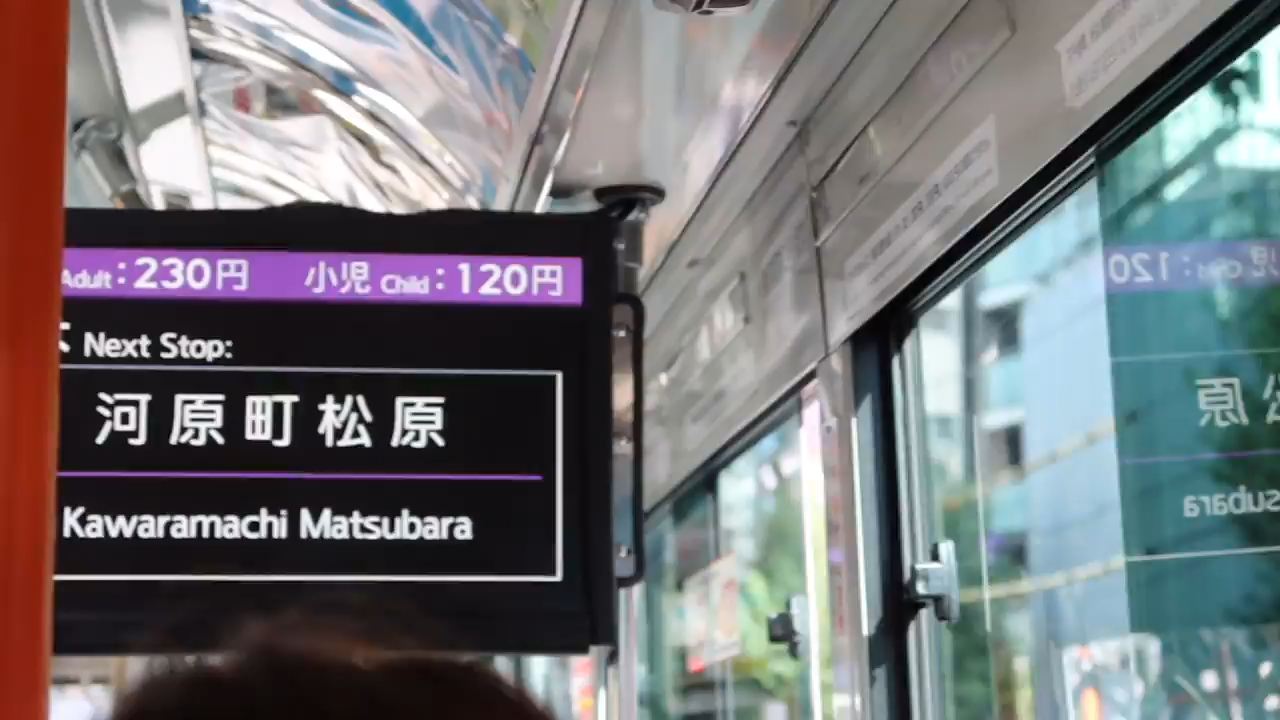 Adult:230円 小児 Child:120円
Next Stop:
河原町松原
Kawaramachi Matsubara